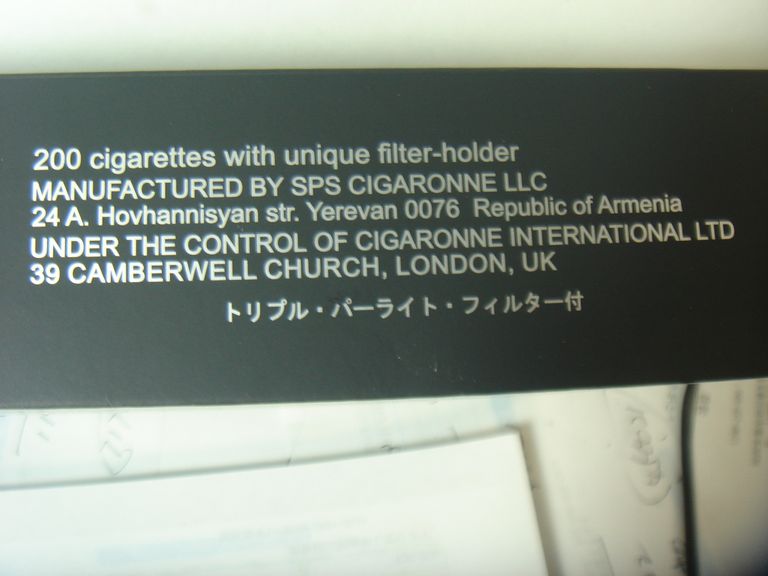 200 cigarettes with unique filter-holder
MANUFACTURED BY SPS CIGARONNE LLC
24 A. Hovhannisyan str. Yerevan 0076 Republic of Armenia
UNDER THE CONTROL OF CIGARONNE INTERNATIONAL LTD
39 CAMBERWELL CHURCH, LONDON, UK
トリプル・パーライト・フィルター付